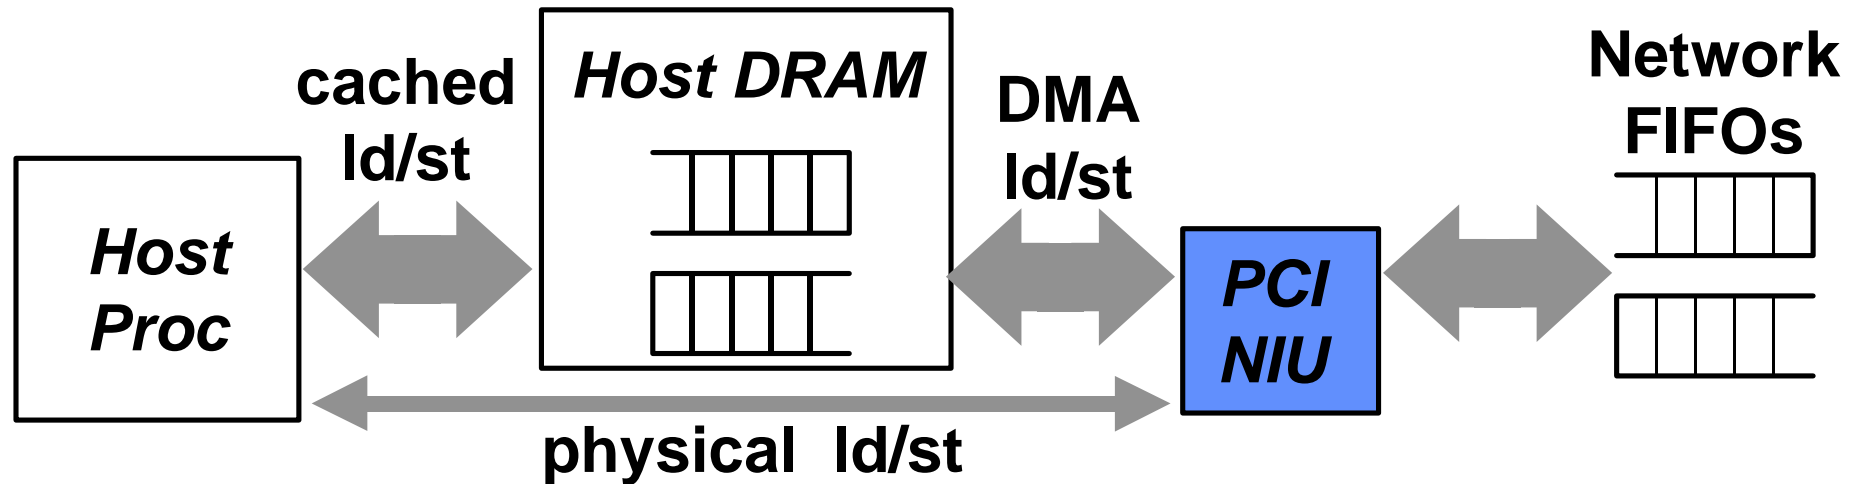 Host
Proc
cached
ld/st
Host DRAM
DMA
ld/st
PCI
NIU
Network
FIFOs
physical ld/st